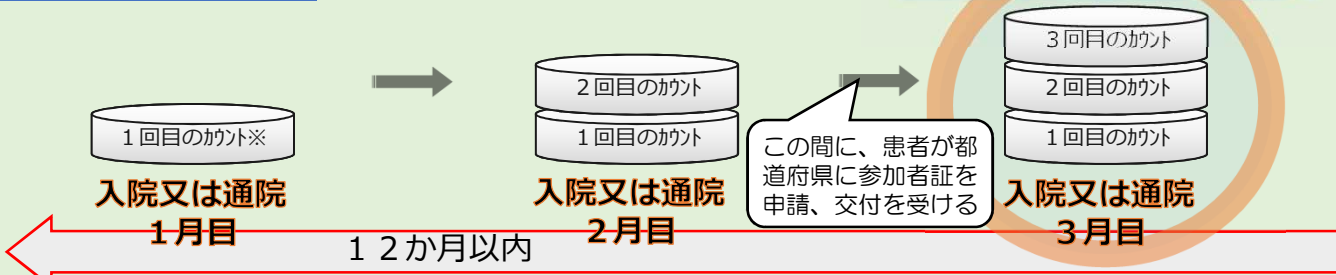 １回目のカウント※
入院又は通院
１月目
２回目のカウント
１回目のカウント
入院又は通院
２月目
この間に、患者が都
道府県に参加者証を
申請、交付を受ける
３回目のカウント
２回目のカウント
１回目のカウント
入院又は通院
３月目
１２か月以内